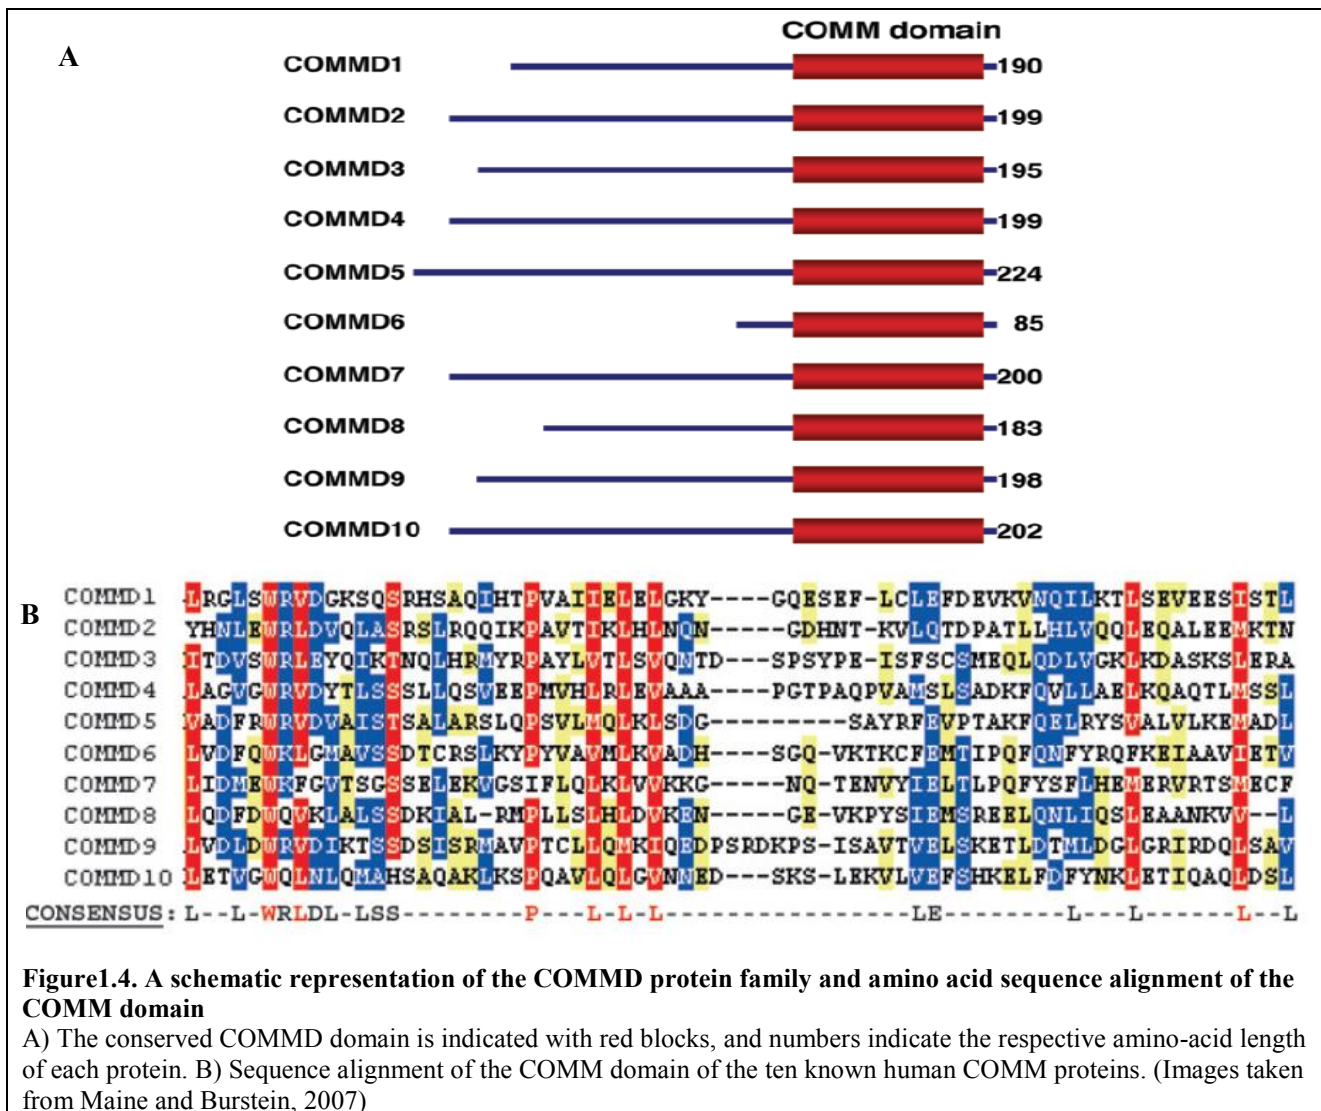 COMM domain
A
COMMD1 190
COMMD2 199
COMMD3 195
COMMD4 199
COMMD5 224
COMMD6 85
COMMD7 200
COMMD8 183
COMMD9 198
COMMD10 202
B
COMMD1 LRGLSWRVDGKSQSRHSAQIHTPVAIIELELGKY----GQESEF-LCLEFDEVKVNQILKTLSEVEESISTL
COMMD2 YHNLEWRLDVQLASRSLRQQIKPAVTIKLHLNQN-----GDHNT-KVLQTDPATLLHLVQQLEQALEEMKTN
COMMD3 ITDVSWRLEYQIKTNQLHRMYRPAYLVTLSVQNTD---SPSYPE-ISFSCSMEQLQDLVGKLKDASKSLERA
COMMD4 LAGVGWRVDYTLSSSLLQSVEEPMVHLRLEVAAA----PGTPAQPVAMSLSADKFQVLLAELKQAQTLMSSL
COMMD5 VADFRWRVDVAISTSALARSLQPSVLMQLKLSDG---------SAYRFEVPTAKFQELRYSVALVLKEMADL
COMMD6 LVDFQWKLGMAVSSDTCRSLKYPYVAVMLKVADH----SGQ-VKTKCFEMTIPQFQNFYRQFKEIAAVIETV
COMMD7 LIDMEWKFGVTSGSSELEKVGSIFLQLKLVVKKG-----NQ-TENVYIELTLPQFYSFLHEMERVRTSMECF
COMMD8 LQDFDWQVKLALSSDKIAL-RMPLLSLHLDVKEN-----GE-VKPYSIEMSREELQNLIQSLEAANKVV--L
COMMD9 LVDLDWRVDIKTSSDSISRMAVPTCLLQMKIQEDPSRDKPS-ISAVTVELSKETLDTMLDGLGRIRDQLSAV
COMMD10 LETVGWQLNLQMAHSAQAKLKSPQAVLQLGVNNED---SKS-LEKVLVEFSHKELFDFYNKLETIQAQLDSL
CONSENSUS: L--L-WRLDL-LSS--------P---L-L-L----------------LE--------L---L------L--L
Figure1.4. A schematic representation of the COMMD protein family and amino acid sequence alignment of the
COMM domain
A) The conserved COMMD domain is indicated with red blocks, and numbers indicate the respective amino-acid length
of each protein. B) Sequence alignment of the COMM domain of the ten known human COMM proteins. (Images taken
from Maine and Burstein, 2007)